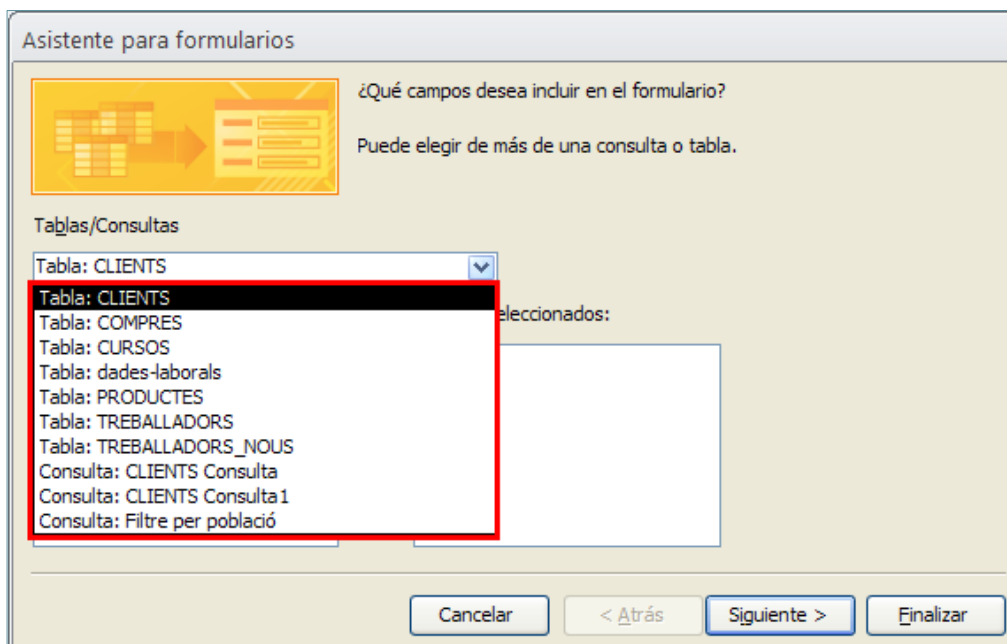 Asistente para formularios
¿Qué campos desea incluir en el formulario?
Puede elegir de más de una consulta o tabla.
Tablas/Consultas
Tabla: CLIENTS
Tabla: CLIENTS
eleccionados:
Tabla: COMPRES
Tabla: CURSOS
Tabla: dades-laborals
Tabla: PRODUCTES
Tabla: TREBALLADORS
Tabla: TREBALLADORS_NOUS
Consulta: CLIENTS Consulta
Consulta: CLIENTS Consulta1
Consulta: Filtre per població
Cancelar < Atrás Siguiente > Finalizar